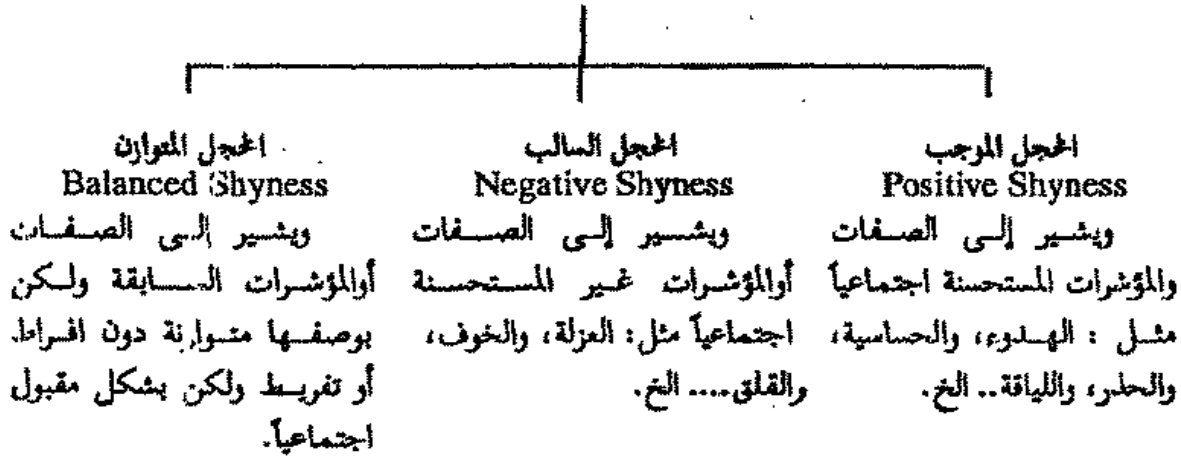 الخجل الموجب
Positive Shyness
ويشير إلى الصفات
والمؤشرات المستحسنة اجتماعياً
مثل : الهدوء، والحساسية،
والحذر، واللياقة.. الخ.
الخجل السالب
Negative Shyness
ويشير إلى الصفات
أوالمؤشرات غير المستحسنة
اجتماعياً مثل: العزلة، والخوف،
والقلق.... الخ.
الخجل المتوازن
Balanced Shyness
ويشير إلى الصفات
أوالمؤشرات السابقة ولكن
بوصفها متوازنة دون افراط
أو تفريط ولكن بشكل مقبول
اجتماعياً.